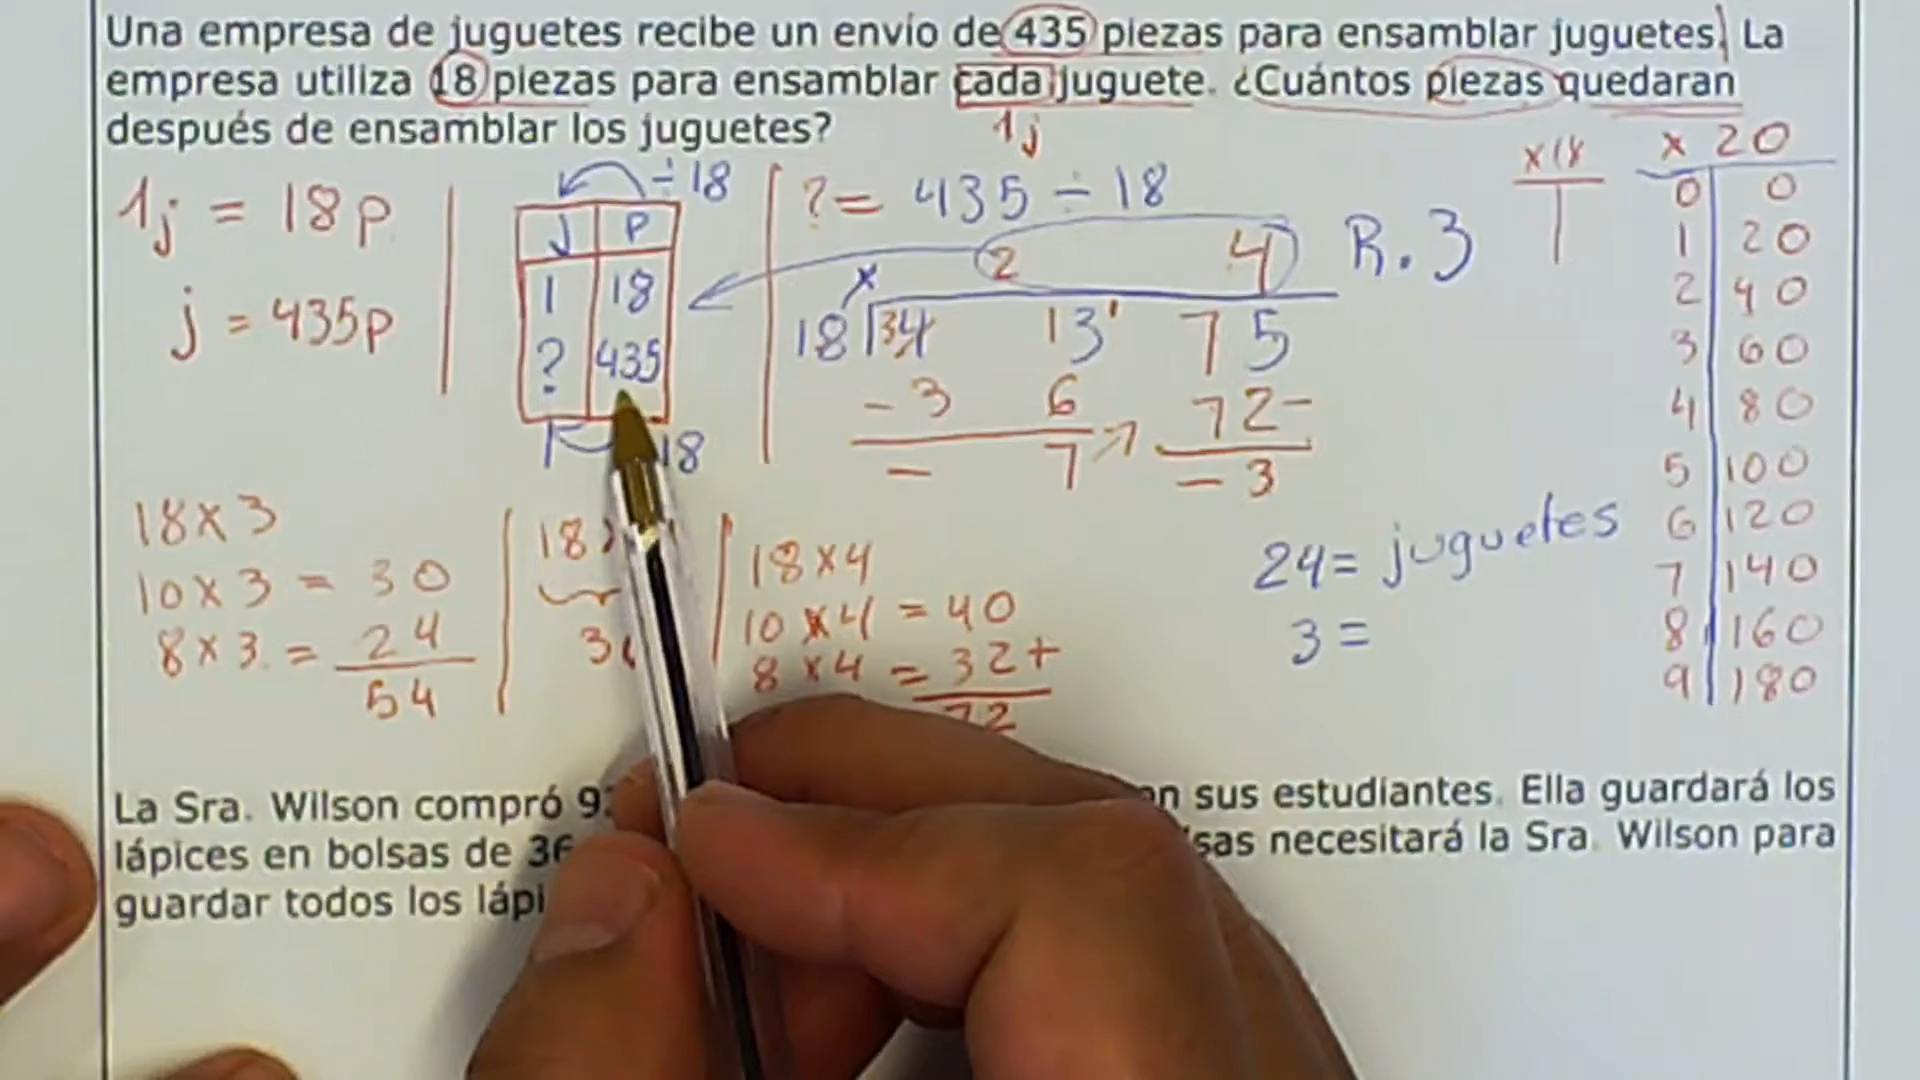 Una empresa de juguetes recibe un envío de 435 piezas para ensamblar juguetes. La
empresa utiliza 18 piezas para ensamblar cada juguete. ¿Cuántos piezas quedaran
después de ensamblar los juguetes?
1j
1j = 18p
j = 435p
÷18
J P
1 18
? 435
18
? = 435 ÷ 18
2 4 R. 3
x
18 34 13' 75
- 3 6 72 -
- 7 - 3
x18
x 20
0 0
1 20
2 40
3 60
4 80
5 100
6 120
7 140
8 160
9 180
18x3
10x3 = 30
8x3 = 24
54
18
18x4
10x4 = 40
8x4 = 32+
72
24 = juguetes
3 =
La Sra. Wilson compró sus estudiantes. Ella guardará los
lápices en bolsas de 36 necesitará la Sra. Wilson para
guardar todos los